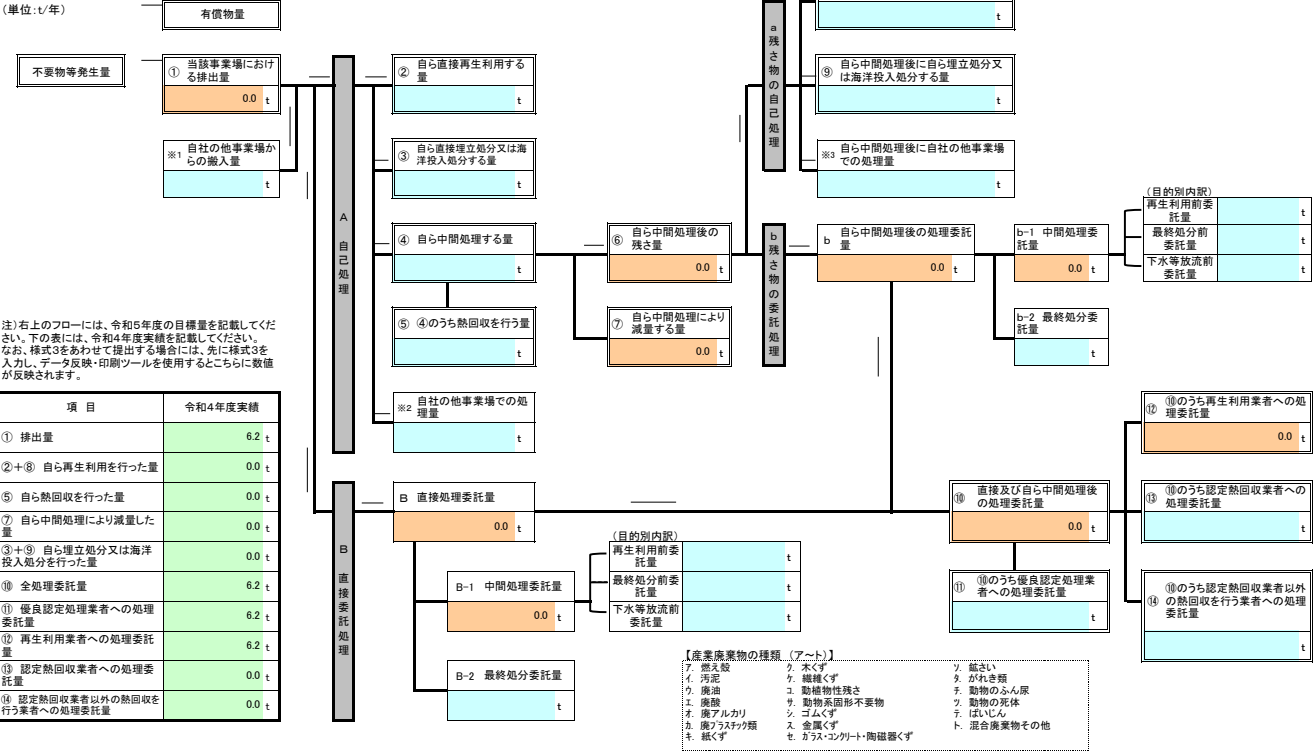 (単位:t/年)
有償物量
t
不要物等発生量
① 当該事業場におけ
る排出量
0.0 t
※1 自社の他事業場か
らの搬入量
t
A 自己処理
② 自ら直接再生利用する
量
t
③ 自ら直接埋立処分又は海
洋投入処分する量
t
④ 自ら中間処理する量
t
⑤ ④のうち熱回収を行う量
t
※2 自社の他事業場での処
理量
t
⑥ 自ら中間処理後の
残さ量
0.0 t
⑦ 自ら中間処理により
減量する量
0.0 t
a 残さ物の自己処理
⑨ 自ら中間処理後に自ら埋立処分又
は海洋投入処分する量
t
※3 自ら中間処理後に自社の他事業場
での処理量
t
b 残さ物の委託処理
b 自ら中間処理後の処理委託
量
0.0 t
b-1 中間処理委
託量
0.0 t
b-2 最終処分委
託量
t
(目的別内訳)
再生利用前委
託量 t
最終処分前
委託量 t
下水等放流前
委託量 t
注)右上のフローには、令和5年度の目標量を記載してくだ
さい。下の表には、令和4年度実績を記載してください。
なお、様式3をあわせて提出する場合には、先に様式3を
入力し、データ反映・印刷ツールを使用するとこちらに数値
が反映されます。
項 目 令和4年度実績
① 排出量 6.2 t
②+⑧ 自ら再生利用を行った量 0.0 t
⑤ 自ら熱回収を行った量 0.0 t
⑦ 自ら中間処理により減量した
量 0.0 t
③+⑨ 自ら埋立処分又は海洋
投入処分を行った量 0.0 t
⑩ 全処理委託量 6.2 t
⑪ 優良認定処理業者への処理
委託量 6.2 t
⑫ 再生利用業者への処理委託
量 6.2 t
⑬ 認定熱回収業者への処理委
託量 0.0 t
⑭ 認定熱回収業者以外の熱回収を
行う業者への処理委託量 0.0 t
B 直接委託処理
B 直接処理委託量
0.0 t
B-1 中間処理委託量
0.0 t
B-2 最終処分委託量
t
(目的別内訳)
再生利用前委
託量 t
最終処分前委
託量 t
下水等放流前
委託量 t
⑩ 直接及び自ら中間処理後
の処理委託量
0.0 t
⑪ ⑩のうち優良認定処理業
者への処理委託量
t
⑫ ⑩のうち再生利用業者への処
理委託量
0.0 t
⑬ ⑩のうち認定熱回収業者への
処理委託量
t
⑭ ⑩のうち認定熱回収業者以外
の熱回収を行う業者への処理
委託量
t
【産業廃棄物の種類 (ア~ト)】
ア. 燃え殻 ク. 木くず ソ. 鉱さい
イ. 汚泥 ケ. 繊維くず タ. がれき類
ウ. 廃油 コ. 動植物性残さ チ. 動物のふん尿
エ. 廃酸 サ. 動物系固形不要物 ツ. 動物の死体
オ. 廃アルカリ シ. ゴムくず テ. ばいじん
カ. 廃プラスチック類 ス. 金属くず ト. 混合廃棄物その他
キ. 紙くず セ. ガラス・コンクリート・陶磁器くず